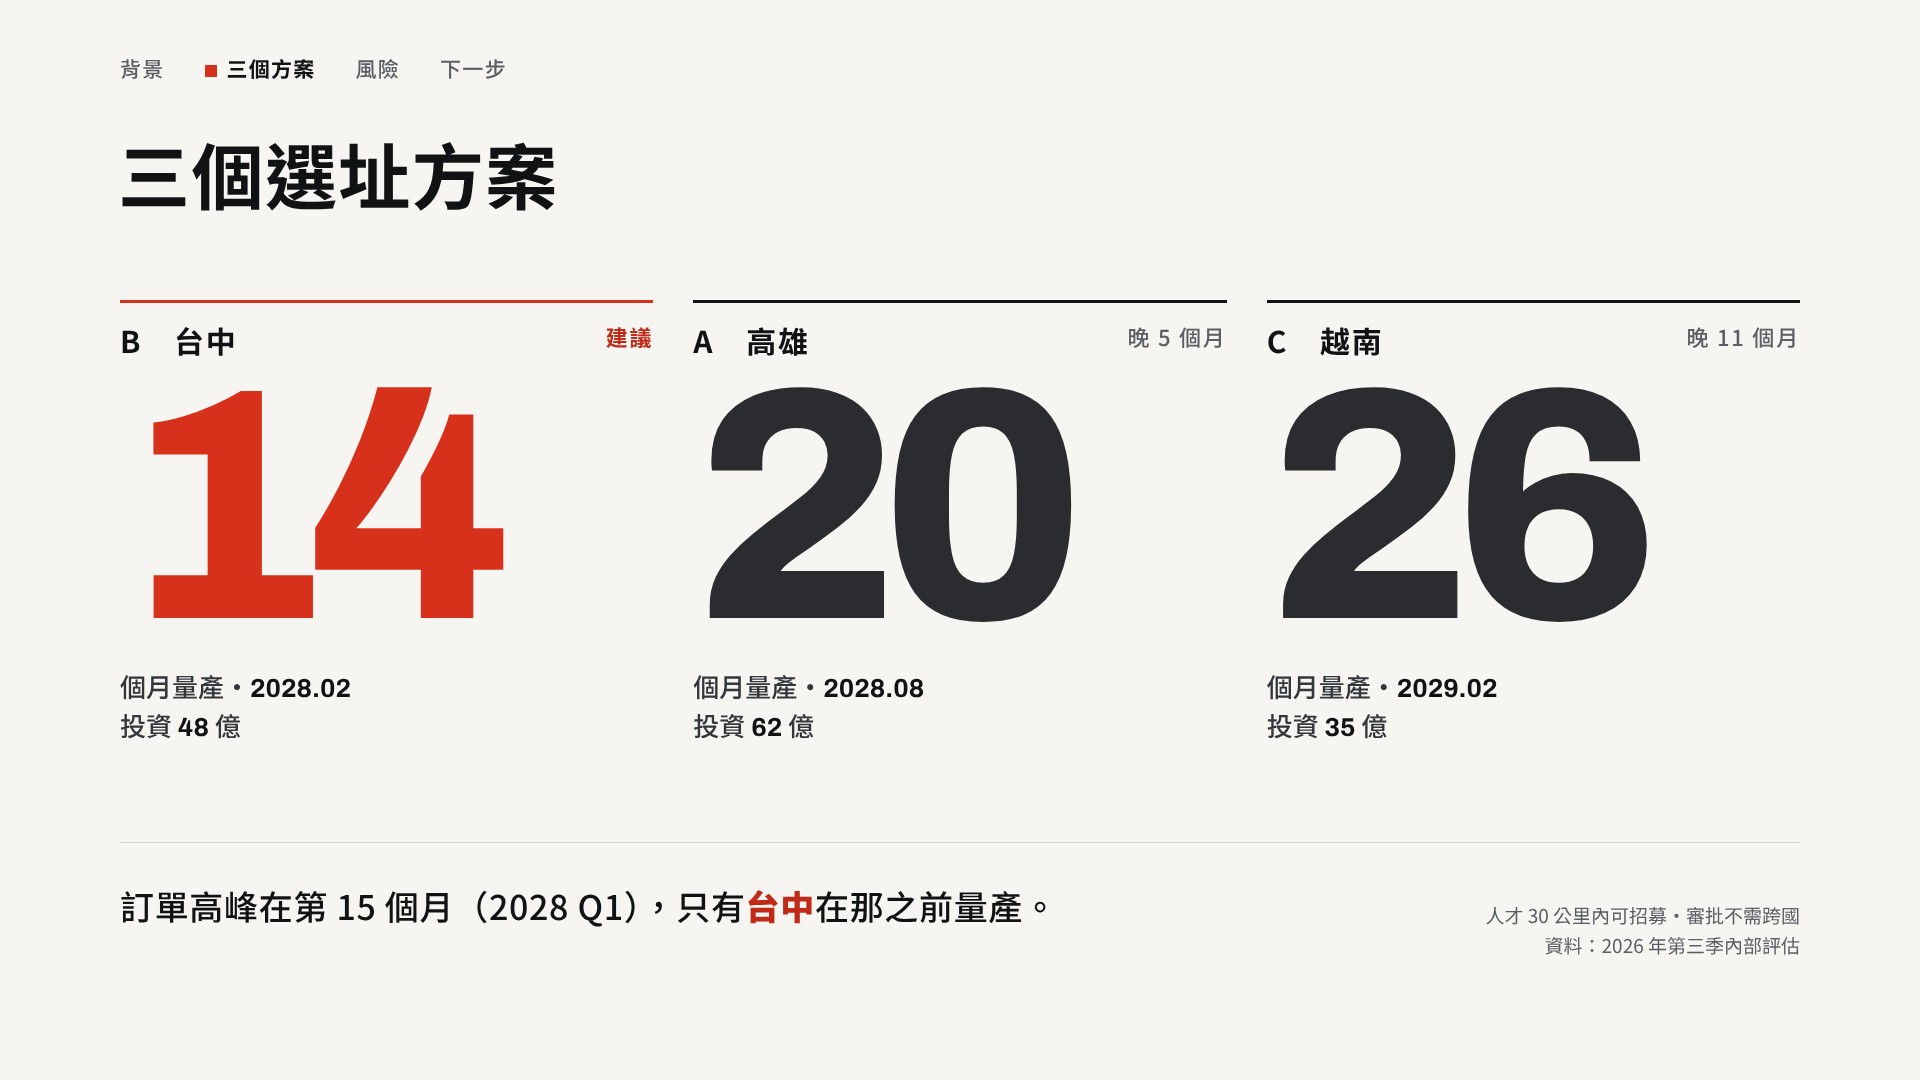 背景 三個方案 風險 下一步
三個選址方案
B 台中 建議
14
個月量產・2028.02
投資 48 億
A 高雄 晚 5 個月
20
個月量產・2028.08
投資 62 億
C 越南 晚 11 個月
26
個月量產・2029.02
投資 35 億
訂單高峰在第 15 個月（2028 Q1），只有台中在那之前量產。
人才 30 公里內可招募・審批不需跨國
資料：2026 年第三季內部評估